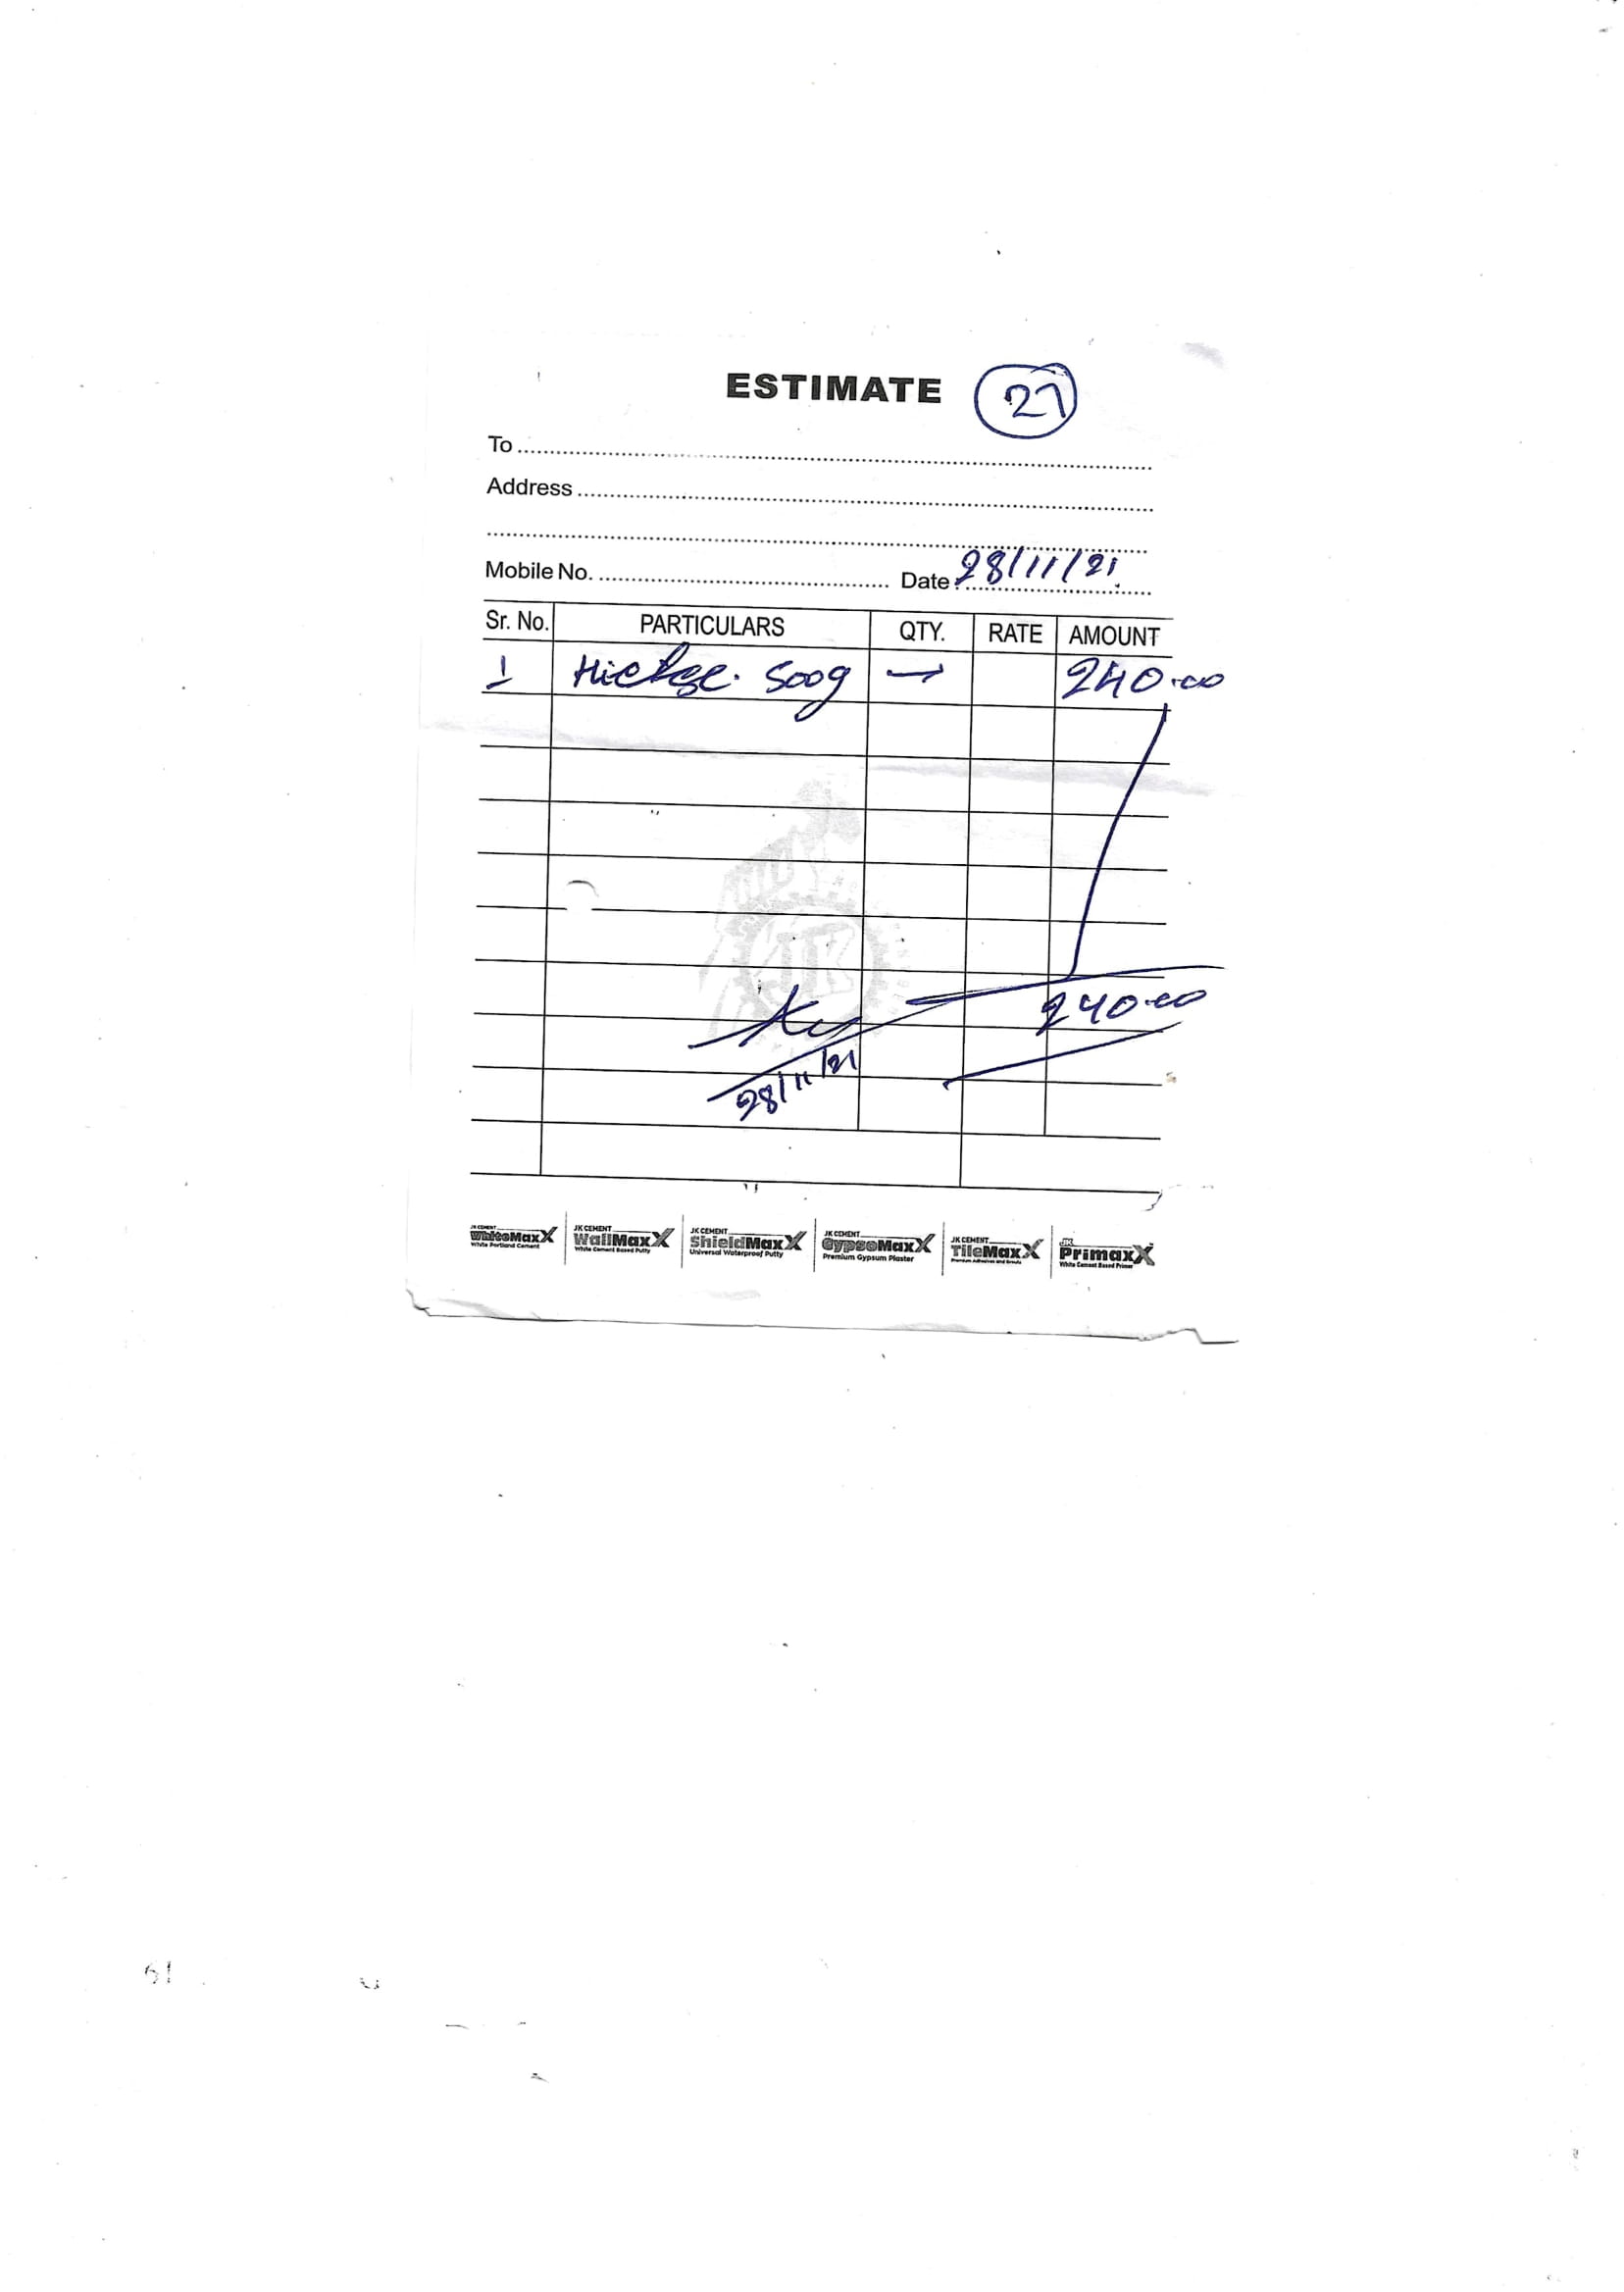 ESTIMATE 27
To
Address
Mobile No. Date 28/11/21
Sr. No. PARTICULARS QTY. RATE AMOUNT
1 500g — 240.00
240.00
28/11/21
JK CEMENT WhiteMaxX White Portland Cement
JK CEMENT WallMaxX White Cement Based Putty
JK CEMENT ShieldMaxX Universal Waterproof Putty
JK CEMENT GypsoMaxX Premium Gypsum Plaster
JK CEMENT TileMaxX Premium Adhesives and Grouts
JK PrimaxX White Cement Based Primer